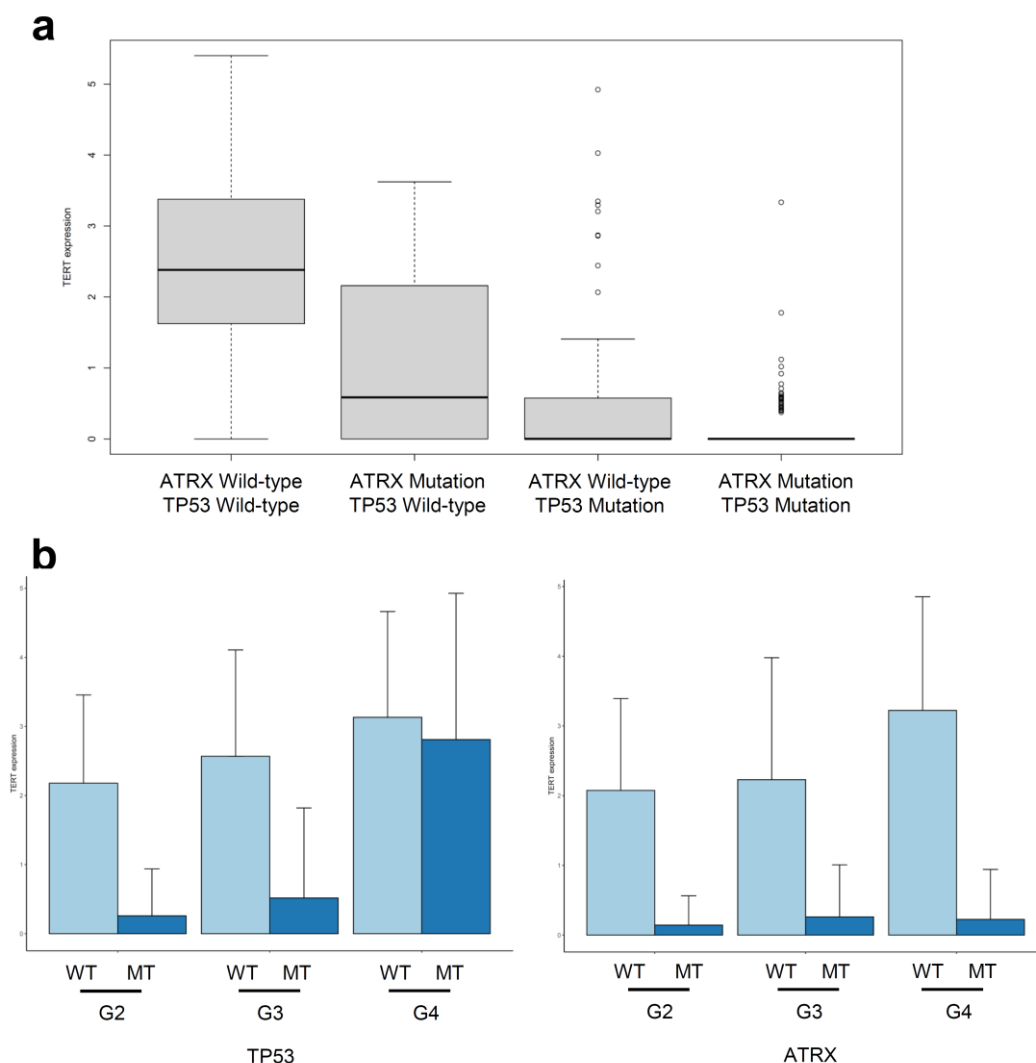 a
TERT expression
5
4
3
2
1
0
ATRX Wild-type ATRX Mutation ATRX Wild-type ATRX Mutation
TP53 Wild-type TP53 Wild-type TP53 Mutation TP53 Mutation
b
TERT expression
5
4
3
2
1
0
WT MT WT MT WT MT
G2 G3 G4
TP53
TERT expression
5
4
3
2
1
0
WT MT WT MT WT MT
G2 G3 G4
ATRX